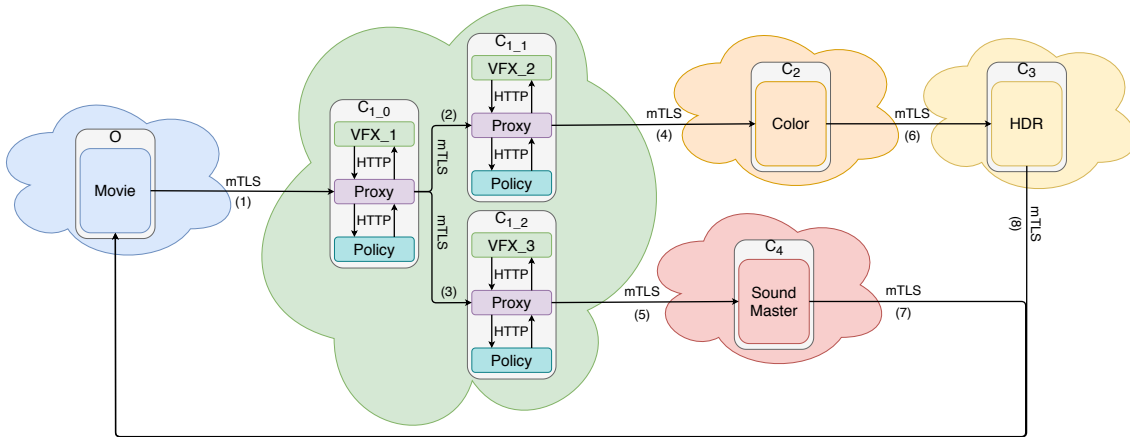 O
Movie
mTLS
(1)
C1_0
VFX_1
HTTP
Proxy
HTTP
Policy
(2)
mTLS
mTLS
(3)
C1_1
VFX_2
HTTP
Proxy
HTTP
Policy
C1_2
VFX_3
HTTP
Proxy
HTTP
Policy
mTLS
(4)
C2
Color
mTLS
(6)
C3
HDR
(8)
mTLS
mTLS
(5)
C4
Sound
Master
mTLS
(7)